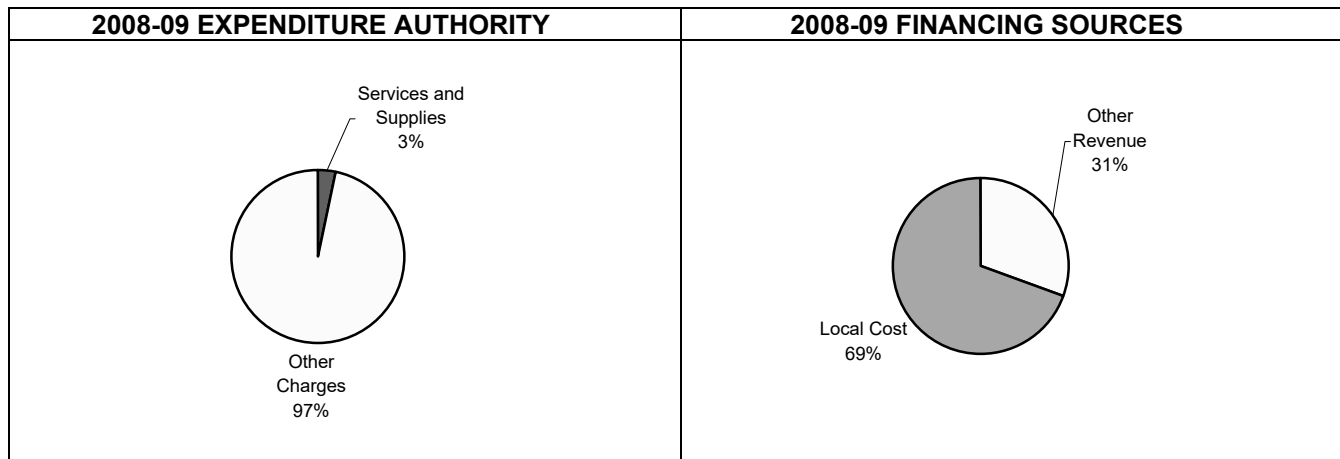 2008-09 EXPENDITURE AUTHORITY
Services and
Supplies
3%
Other
Charges
97%
2008-09 FINANCING SOURCES
Other
Revenue
31%
Local Cost
69%